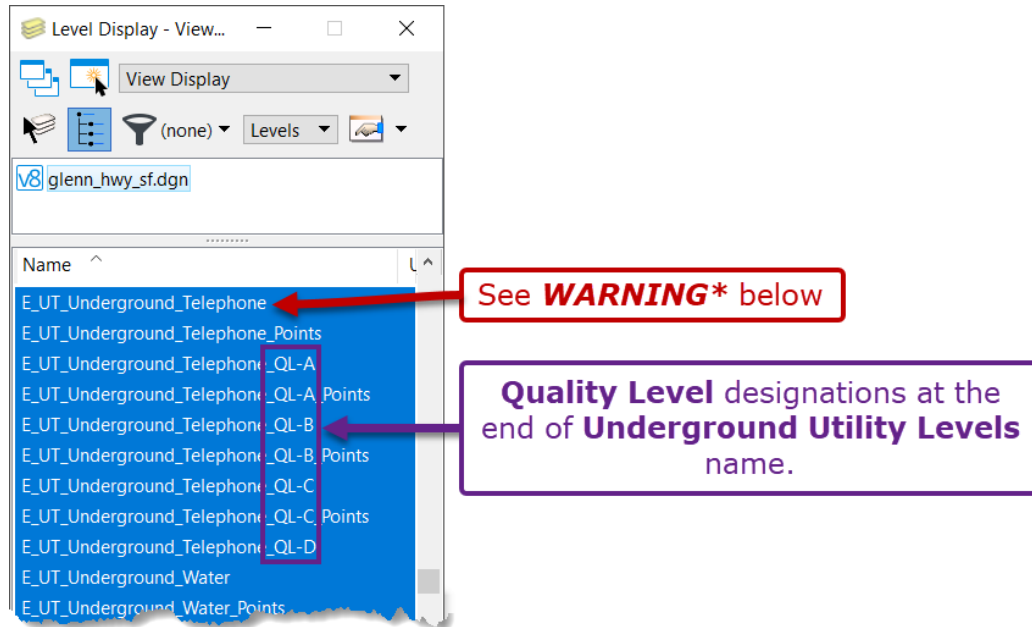 Level Display - View...
View Display
(none) Levels
V8 glenn_hwy_sf.dgn
Name
E_UT_Underground_Telephone
See WARNING* below
E_UT_Underground_Telephone_Points
E_UT_Underground_Telephone_QL-A
E_UT_Underground_Telephone_QL-A_Points
E_UT_Underground_Telephone_QL-B
E_UT_Underground_Telephone_QL-B_Points
E_UT_Underground_Telephone_QL-C
E_UT_Underground_Telephone_QL-C_Points
E_UT_Underground_Telephone_QL-D
E_UT_Underground_Water
E_UT_Underground_Water_Points
Quality Level designations at the
end of Underground Utility Levels
name.